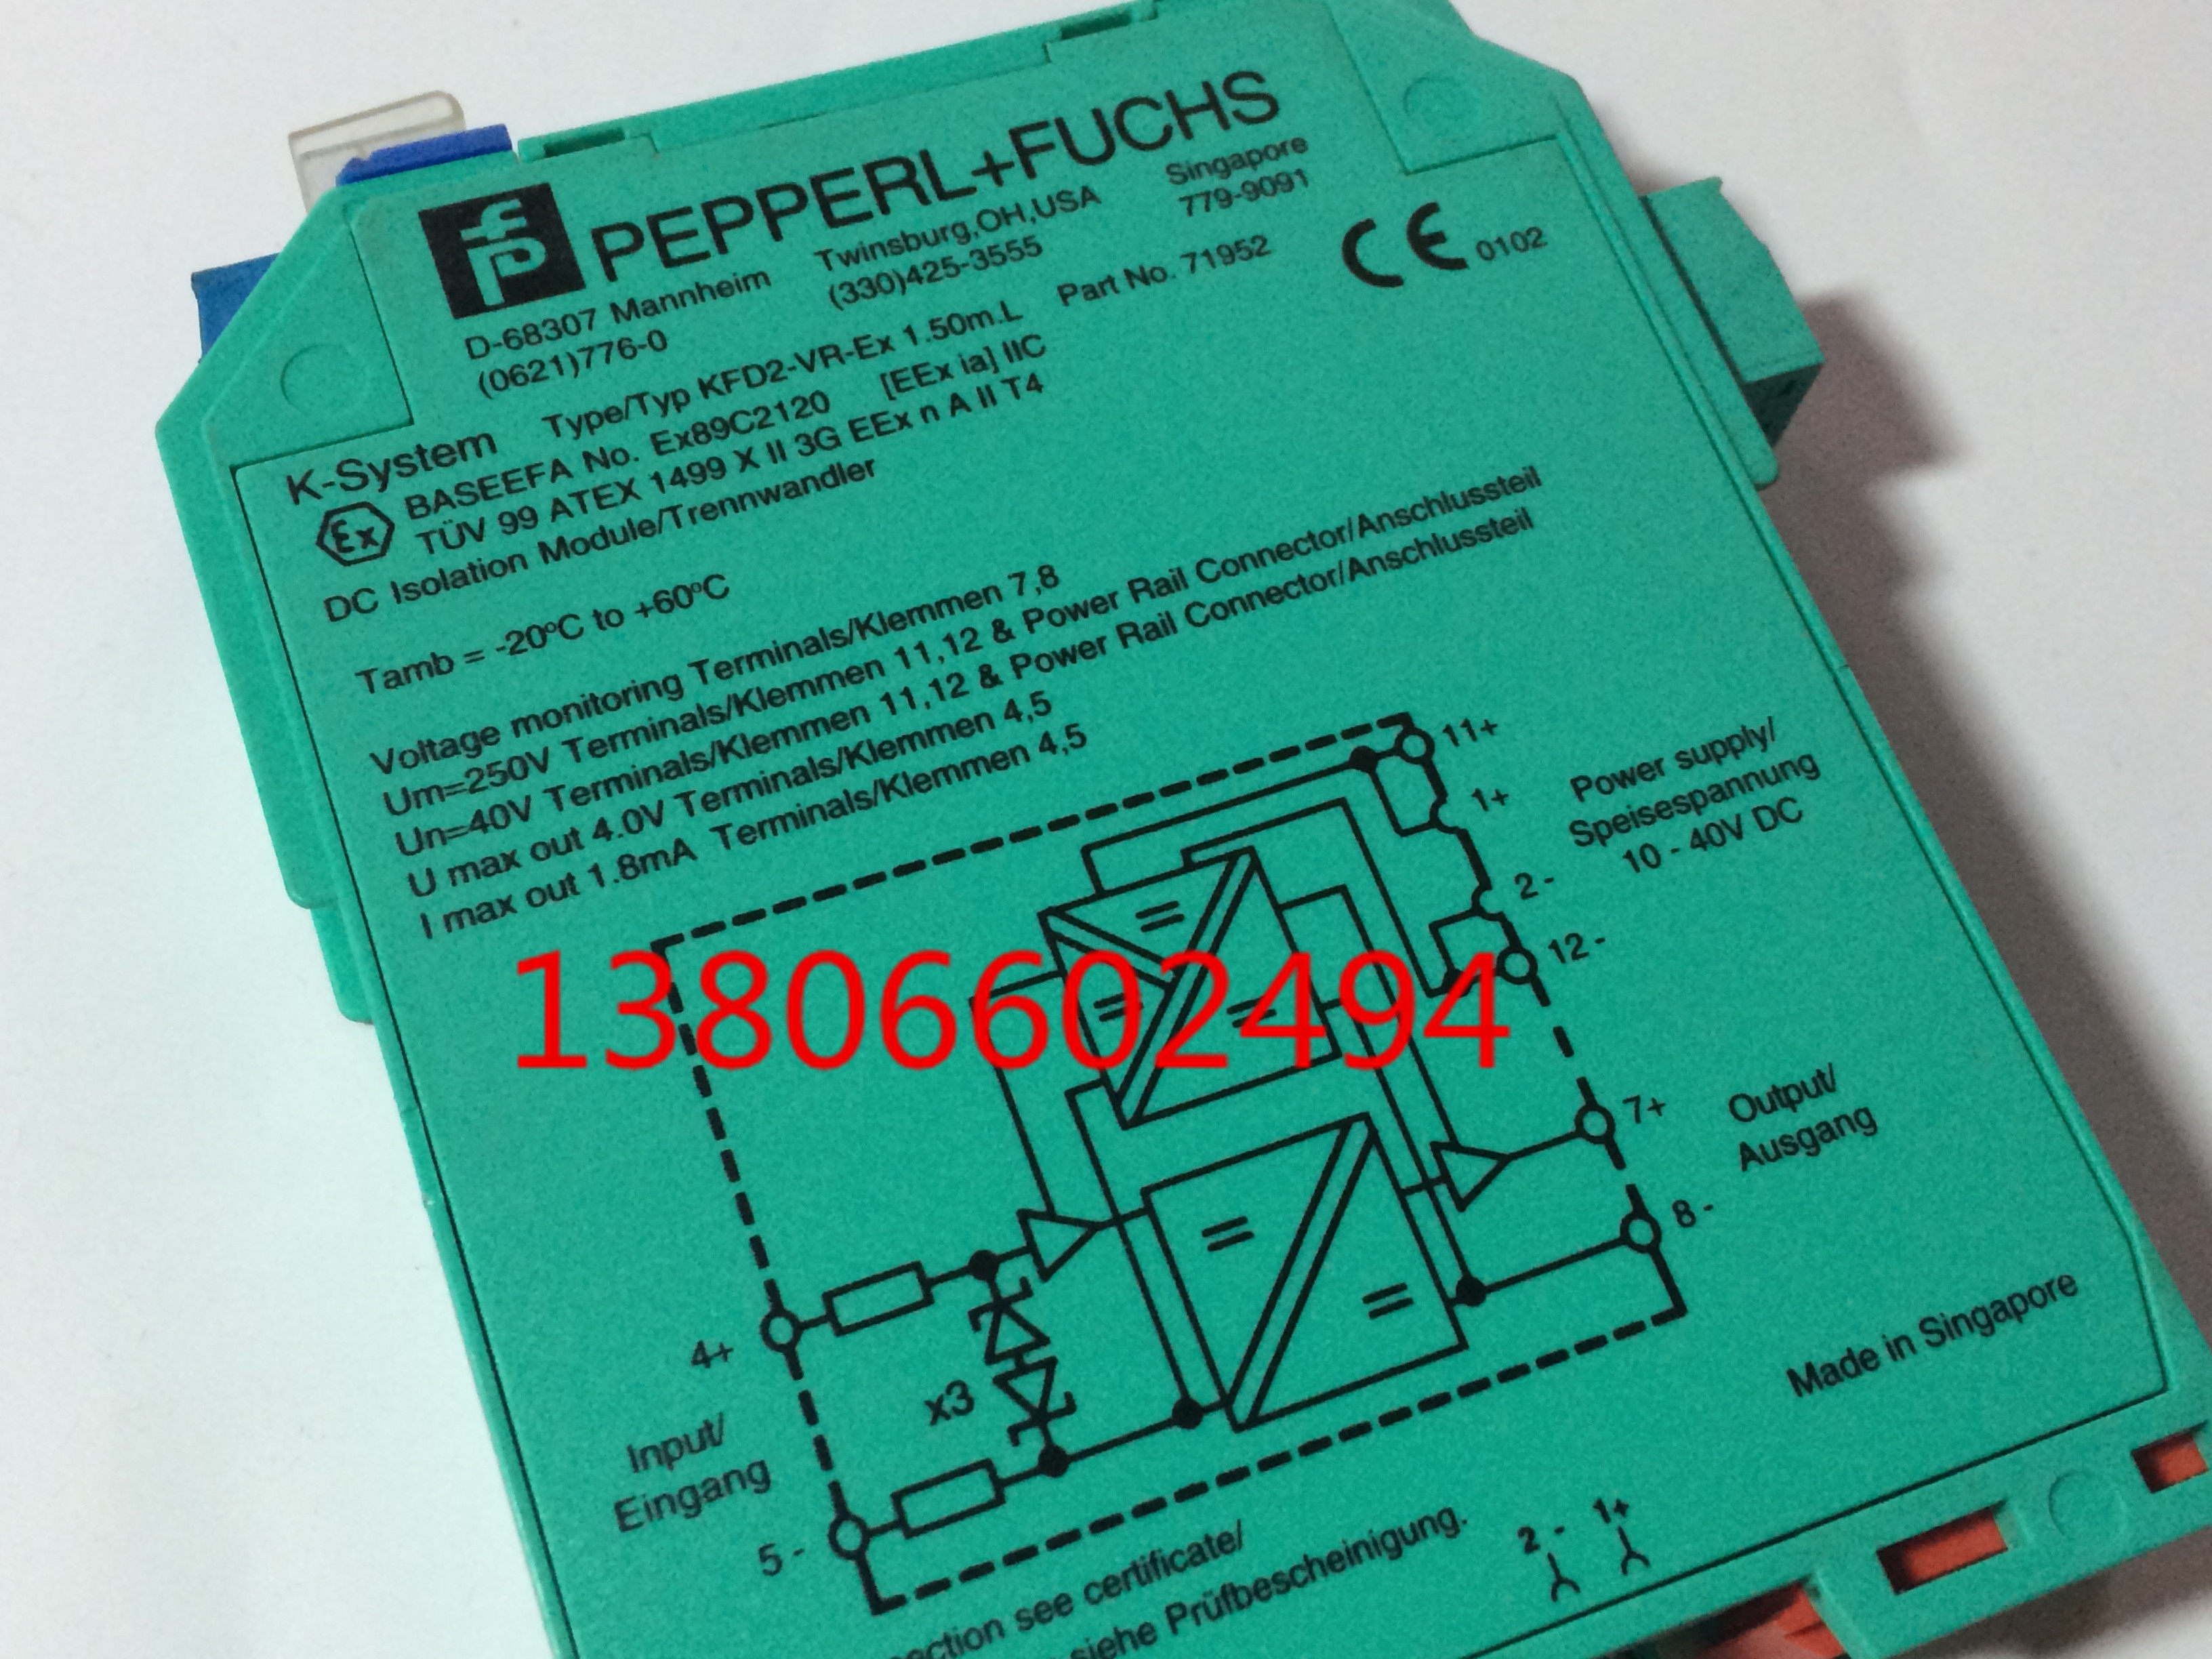 PEPPERL+FUCHS
D-68307 Mannheim Twinsburg,OH,USA Singapore
(0621)776-0 (330)425-3555 779-9091
K-System Type/Typ KFD2-VR-Ex 1.50m.L Part No. 71952 CE 0102
Ex BASEEFA No. Ex89C2120 [EEx ia] IIC
TÜV 99 ATEX 1499 X II 3G EEx n A II T4
DC Isolation Module/Trennwandler
Tamb = -20°C to +60°C
Voltage monitoring Terminals/Klemmen 7,8
Um=250V Terminals/Klemmen 11,12 & Power Rail Connector/Anschlussteil
Un=40V Terminals/Klemmen 11,12 & Power Rail Connector/Anschlussteil
U max out 4.0V Terminals/Klemmen 4,5
I max out 1.8mA Terminals/Klemmen 4,5
11+
1+
2 -
12 -
Power supply/
Speisespannung
10 - 40V DC
13806602494
7+
8 -
Output/
Ausgang
4+
x3
Input/
Eingang
5 -
Made in Singapore
see certificate/
siehe Prüfbescheinigung.
2 - 1+